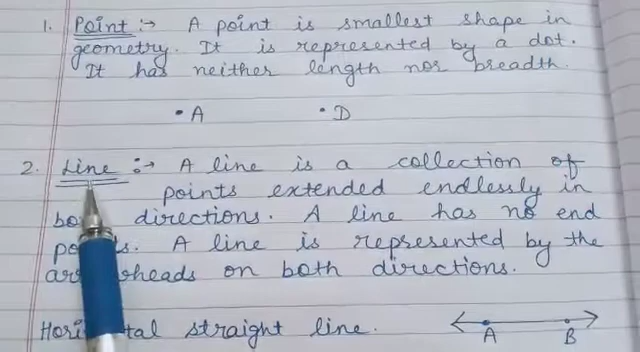 1. Point :→ A point is smallest shape in
geometry. It is represented by a dot.
It has neither length nor breadth.
• A • D
2. Line :→ A line is a collection of
points extended endlessly in
directions. A line has no end
A line is represented by the
on both directions.
straight line.
A B